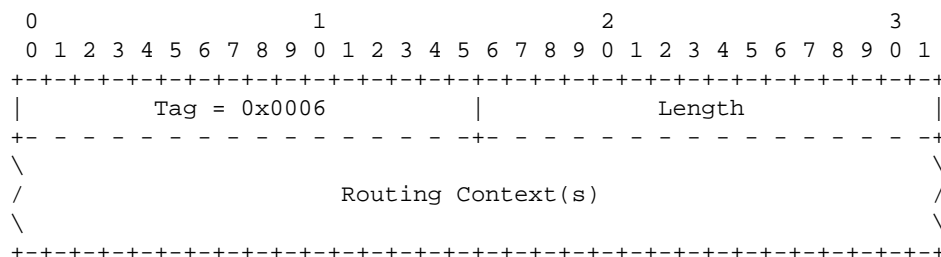 0                   1                   2                   3
 0 1 2 3 4 5 6 7 8 9 0 1 2 3 4 5 6 7 8 9 0 1 2 3 4 5 6 7 8 9 0 1
+-+-+-+-+-+-+-+-+-+-+-+-+-+-+-+-+-+-+-+-+-+-+-+-+-+-+-+-+-+-+-+-+
|         Tag = 0x0006          |            Length             |
+- - - - - - - - - - - - - - - -+- - - - - - - - - - - - - - - -+
\                                                               \
/                      Routing Context(s)                       /
\                                                               \
+-+-+-+-+-+-+-+-+-+-+-+-+-+-+-+-+-+-+-+-+-+-+-+-+-+-+-+-+-+-+-+-+